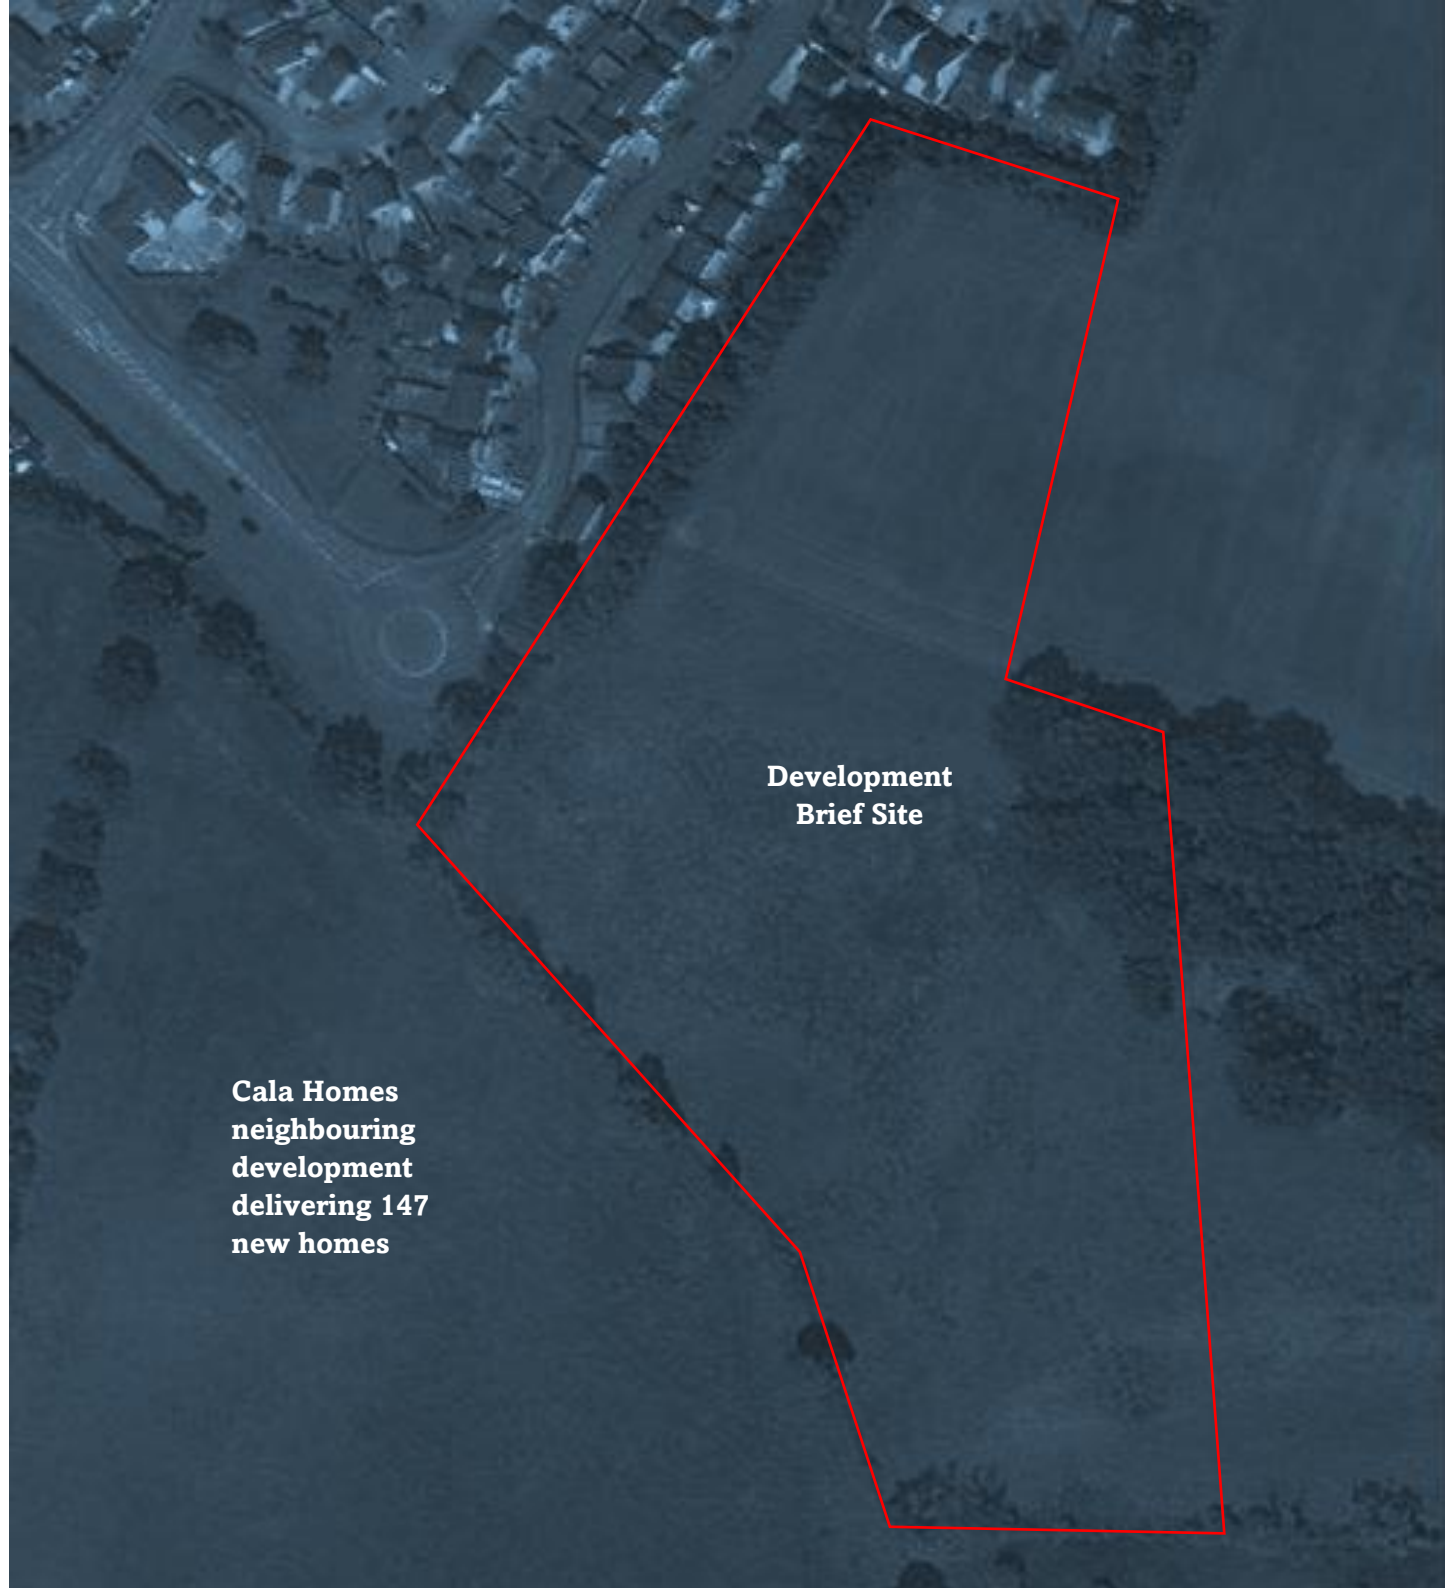 Development
Brief Site
Cala Homes
neighbouring
development
delivering 147
new homes